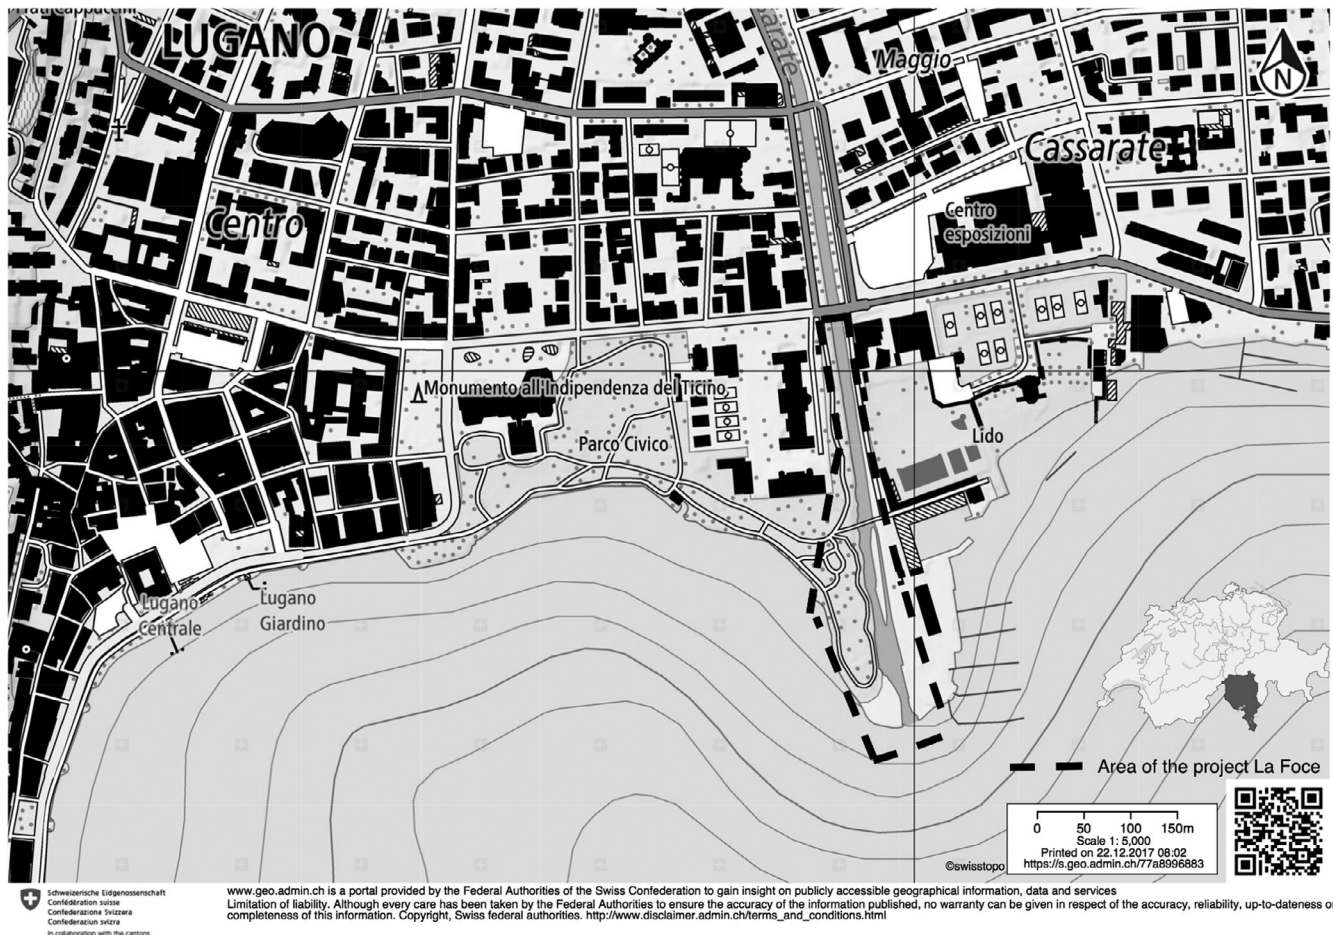 LUGANO
arate
Maggio
N
Cassarate
Centro
Centro
esposizioni
Monumento all'Indipendenza del Ticino
Parco Civico
Lido
Lugano
Centrale
Lugano
Giardino
Area of the project La Foce
0 50 100 150m
Scale 1: 5,000
Printed on 22.12.2017 08:02
https://s.geo.admin.ch/77a8996883
©swisstopo
Schweizerische Eidgenossenschaft
Confédération suisse
Confederazione Svizzera
Confederaziun svizra
In collaboration with the cantons
www.geo.admin.ch is a portal provided by the Federal Authorities of the Swiss Confederation to gain insight on publicly accessible geographical information, data and services
Limitation of liability. Although every care has been taken by the Federal Authorities to ensure the accuracy of the information published, no warranty can be given in respect of the accuracy, reliability, up-to-dateness or
completeness of this information. Copyright, Swiss federal authorities. http://www.disclaimer.admin.ch/terms_and_conditions.html